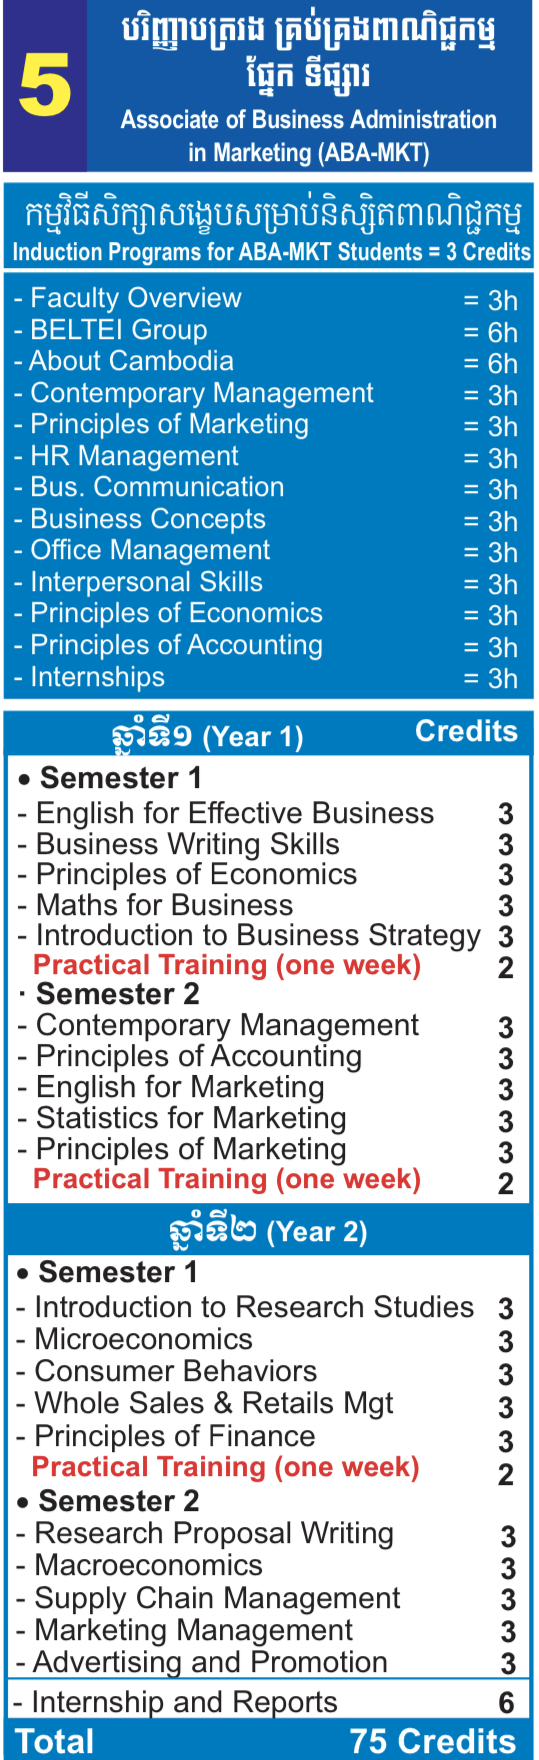 5
បរិញ្ញាបត្ររង គ្រប់គ្រងពាណិជ្ជកម្ម
ផ្នែក ទីផ្សារ
Associate of Business Administration
in Marketing (ABA-MKT)
កម្មវិធីសិក្សាសង្ខេបសម្រាប់និស្សិតពាណិជ្ជកម្ម
Induction Programs for ABA-MKT Students = 3 Credits
- Faculty Overview = 3h
- BELTEI Group = 6h
- About Cambodia = 6h
- Contemporary Management = 3h
- Principles of Marketing = 3h
- HR Management = 3h
- Bus. Communication = 3h
- Business Concepts = 3h
- Office Management = 3h
- Interpersonal Skills = 3h
- Principles of Economics = 3h
- Principles of Accounting = 3h
- Internships = 3h
ឆ្នាំទី១ (Year 1) Credits
• Semester 1
- English for Effective Business 3
- Business Writing Skills 3
- Principles of Economics 3
- Maths for Business 3
- Introduction to Business Strategy 3
Practical Training (one week) 2
· Semester 2
- Contemporary Management 3
- Principles of Accounting 3
- English for Marketing 3
- Statistics for Marketing 3
- Principles of Marketing 3
Practical Training (one week) 2
ឆ្នាំទី២ (Year 2)
• Semester 1
- Introduction to Research Studies 3
- Microeconomics 3
- Consumer Behaviors 3
- Whole Sales & Retails Mgt 3
- Principles of Finance 3
Practical Training (one week) 2
• Semester 2
- Research Proposal Writing 3
- Macroeconomics 3
- Supply Chain Management 3
- Marketing Management 3
- Advertising and Promotion 3
- Internship and Reports 6
Total 75 Credits